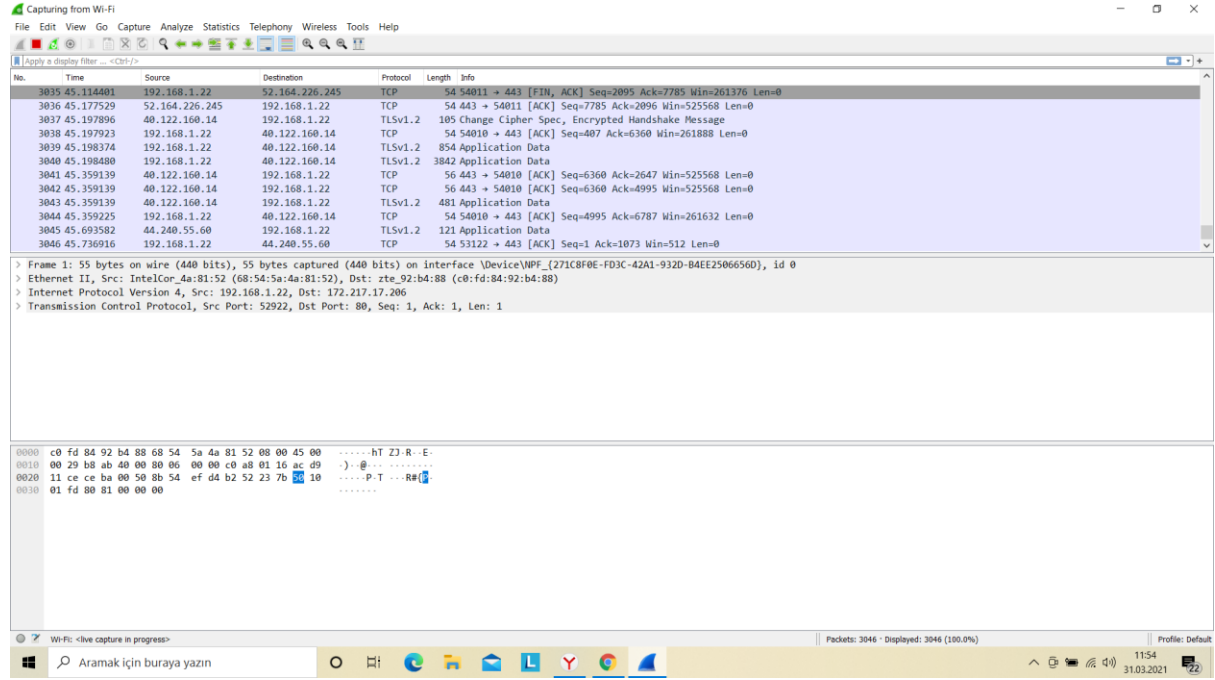 Capturing from Wi-Fi
File Edit View Go Capture Analyze Statistics Telephony Wireless Tools Help
Apply a display filter ... <Ctrl-/>
No. Time Source Destination Protocol Length Info
3035 45.114401 192.168.1.22 52.164.226.245 TCP 54 54011 → 443 [FIN, ACK] Seq=2095 Ack=7785 Win=261376 Len=0
3036 45.177529 52.164.226.245 192.168.1.22 TCP 54 443 → 54011 [ACK] Seq=7785 Ack=2096 Win=525568 Len=0
3037 45.197896 40.122.160.14 192.168.1.22 TLSv1.2 105 Change Cipher Spec, Encrypted Handshake Message
3038 45.197923 192.168.1.22 40.122.160.14 TCP 54 54010 → 443 [ACK] Seq=407 Ack=6360 Win=261888 Len=0
3039 45.198374 192.168.1.22 40.122.160.14 TLSv1.2 854 Application Data
3040 45.198480 192.168.1.22 40.122.160.14 TLSv1.2 3842 Application Data
3041 45.359139 40.122.160.14 192.168.1.22 TCP 56 443 → 54010 [ACK] Seq=6360 Ack=2647 Win=525568 Len=0
3042 45.359139 40.122.160.14 192.168.1.22 TCP 56 443 → 54010 [ACK] Seq=6360 Ack=4995 Win=525568 Len=0
3043 45.359139 40.122.160.14 192.168.1.22 TLSv1.2 481 Application Data
3044 45.359225 192.168.1.22 40.122.160.14 TCP 54 54010 → 443 [ACK] Seq=4995 Ack=6787 Win=261632 Len=0
3045 45.693582 44.240.55.60 192.168.1.22 TLSv1.2 121 Application Data
3046 45.736916 192.168.1.22 44.240.55.60 TCP 54 53122 → 443 [ACK] Seq=1 Ack=1073 Win=512 Len=0
> Frame 1: 55 bytes on wire (440 bits), 55 bytes captured (440 bits) on interface \Device\NPF_{271C8F0E-FD3C-42A1-932D-B4EE2506656D}, id 0
> Ethernet II, Src: IntelCor_4a:81:52 (68:54:5a:4a:81:52), Dst: zte_92:b4:88 (c0:fd:84:92:b4:88)
> Internet Protocol Version 4, Src: 192.168.1.22, Dst: 172.217.17.206
> Transmission Control Protocol, Src Port: 52922, Dst Port: 80, Seq: 1, Ack: 1, Len: 1
0000 c0 fd 84 92 b4 88 68 54 5a 4a 81 52 08 00 45 00 ······hT ZJ·R··E·
0010 00 29 b8 ab 40 00 80 06 00 00 c0 a8 01 16 ac d9 ·)··@··· ········
0020 11 ce ce ba 00 50 8b 54 ef d4 b2 52 23 7b 50 10 ·····P·T ···R#{P·
0030 01 fd 80 81 00 00 00 ·······
Wi-Fi: <live capture in progress>
Packets: 3046 · Displayed: 3046 (100.0%)
Profile: Default
Aramak için buraya yazın
L
Y
11:54
31.03.2021
22